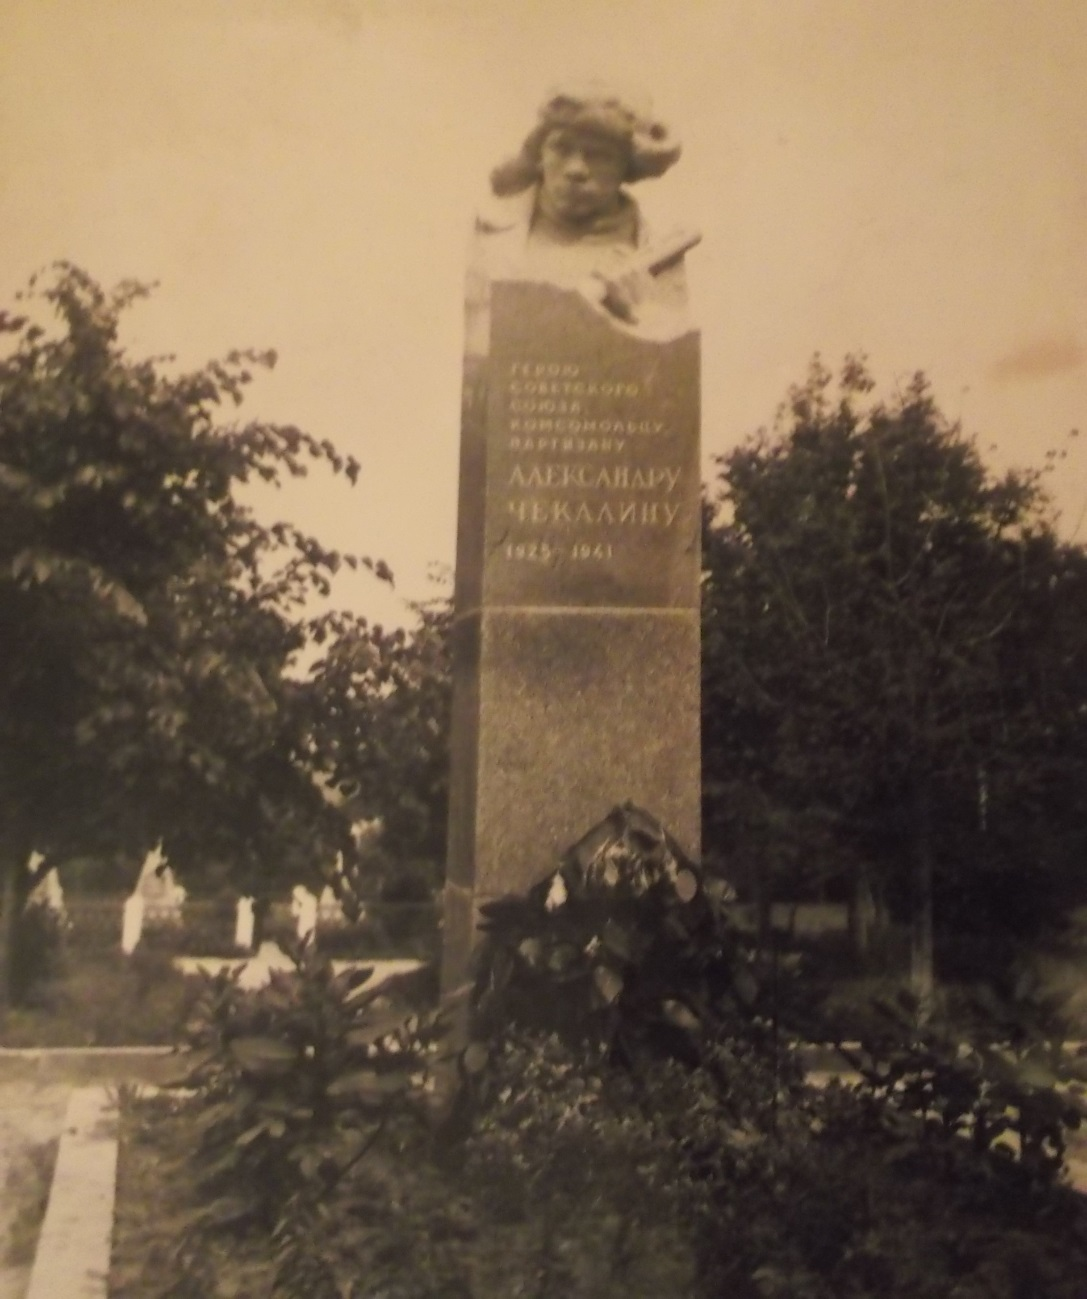 ГЕРОЮ
СОВЕТСКОГО
СОЮЗА
КОМСОМОЛЬЦУ
ПАРТИЗАНУ
АЛЕКСАНДРУ
ЧЕКАЛИНУ
1925-1941